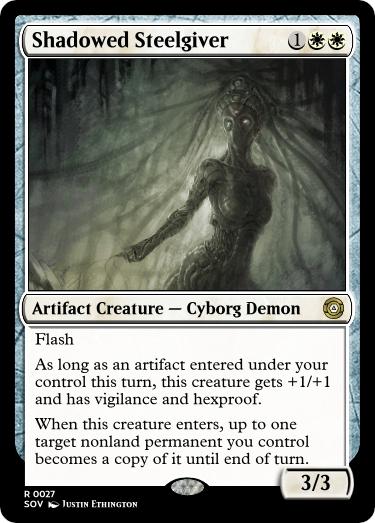 Shadowed Steelgiver 1
Artifact Creature — Cyborg Demon
Flash
As long as an artifact entered under your
control this turn, this creature gets +1/+1
and has vigilance and hexproof.
When this creature enters, up to one
target nonland permanent you control
becomes a copy of it until end of turn.
3/3
R 0027
SOV Justin Ethington